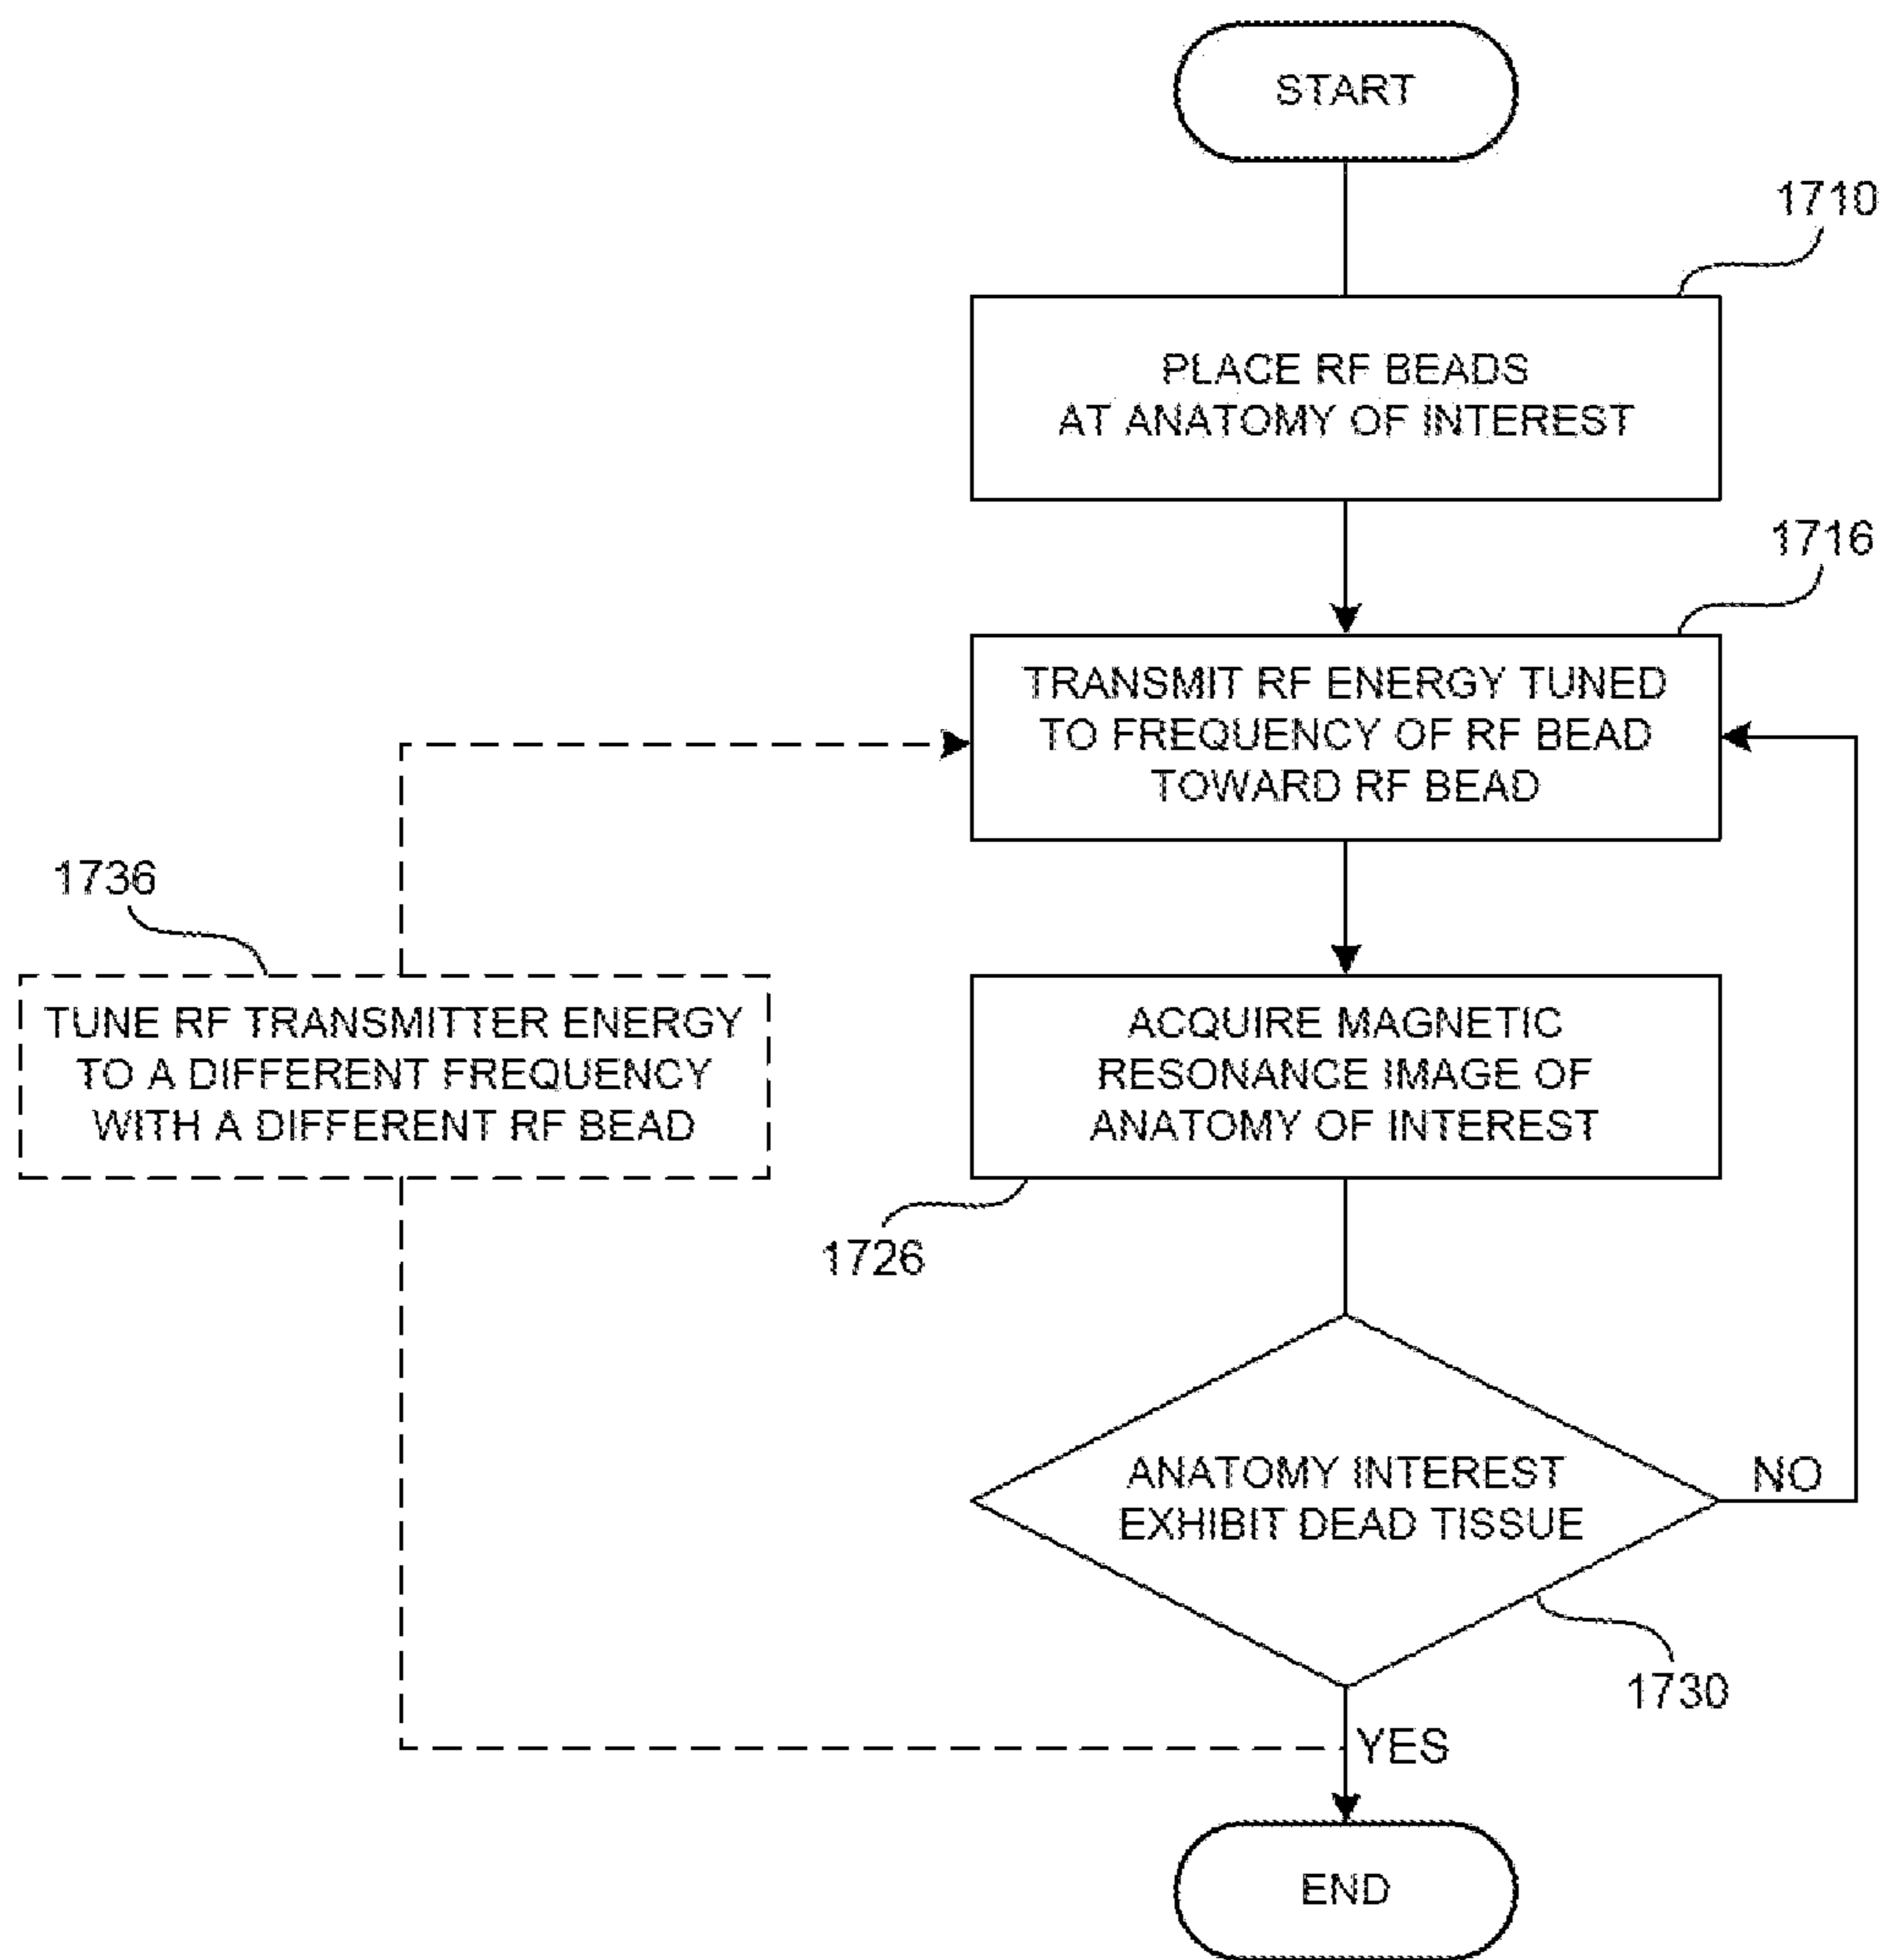 START
1710
PLACE RF BEADS
AT ANATOMY OF INTEREST
1716
TRANSMIT RF ENERGY TUNED
TO FREQUENCY OF RF BEAD
TOWARD RF BEAD
1736
TUNE RF TRANSMITTER ENERGY
TO A DIFFERENT FREQUENCY
WITH A DIFFERENT RF BEAD
ACQUIRE MAGNETIC
RESONANCE IMAGE OF
ANATOMY OF INTEREST
1726
ANATOMY INTEREST
EXHIBIT DEAD TISSUE
NO
1730
YES
END